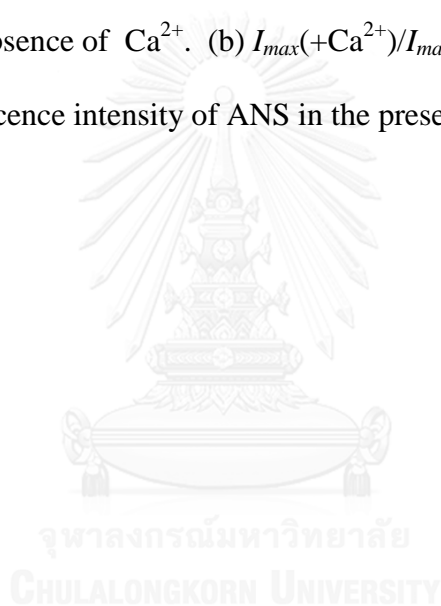 osence of Ca²⁺. (b) Iₘₐₓ(+Ca²⁺)/Iₘₐ
cence intensity of ANS in the prese
จุฬาลงกรณ์มหาวิทยาลัย
CHULALONGKORN UNIVERSITY